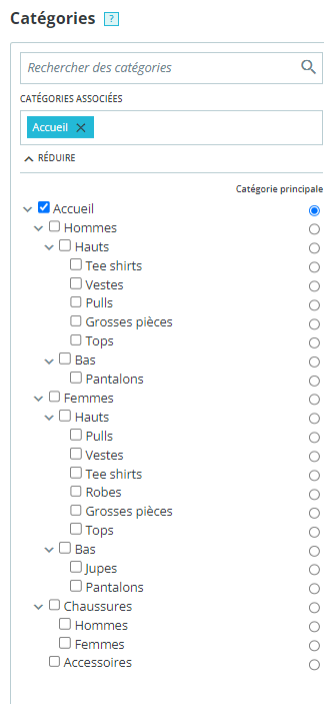 Catégories ?
Rechercher des catégories
CATÉGORIES ASSOCIÉES
Accueil
RÉDUIRE
Catégorie principale
Accueil
Hommes
Hauts
Tee shirts
Vestes
Pulls
Grosses pièces
Tops
Bas
Pantalons
Femmes
Hauts
Pulls
Vestes
Tee shirts
Robes
Grosses pièces
Tops
Bas
Jupes
Pantalons
Chaussures
Hommes
Femmes
Accessoires